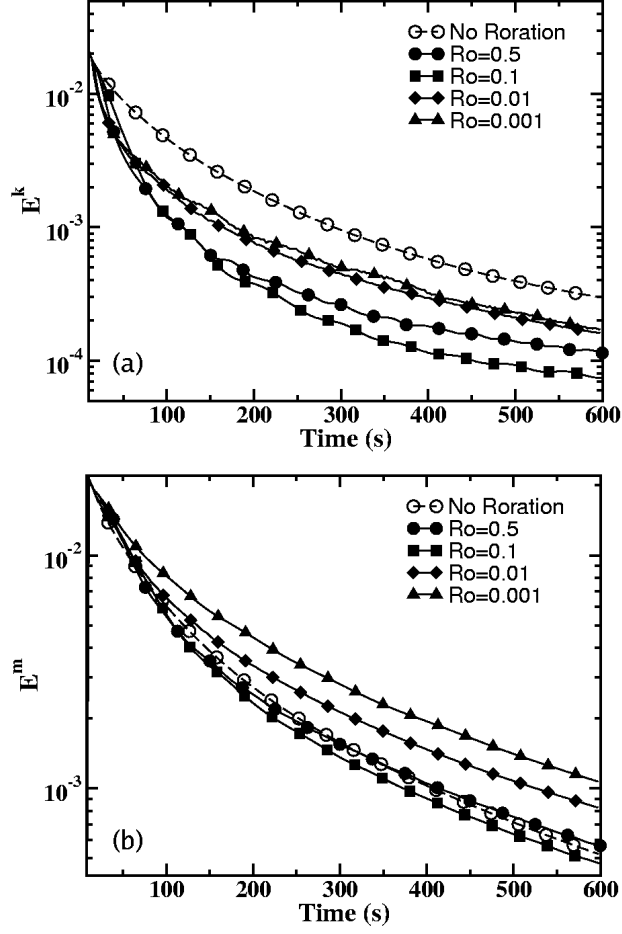 No Roration
Ro=0.5
Ro=0.1
Ro=0.01
Ro=0.001
10-2
10-3
10-4
E^k
(a)
100 200 300 400 500 600
Time (s)
No Roration
Ro=0.5
Ro=0.1
Ro=0.01
Ro=0.001
10-2
10-3
E^m
(b)
100 200 300 400 500 600
Time (s)